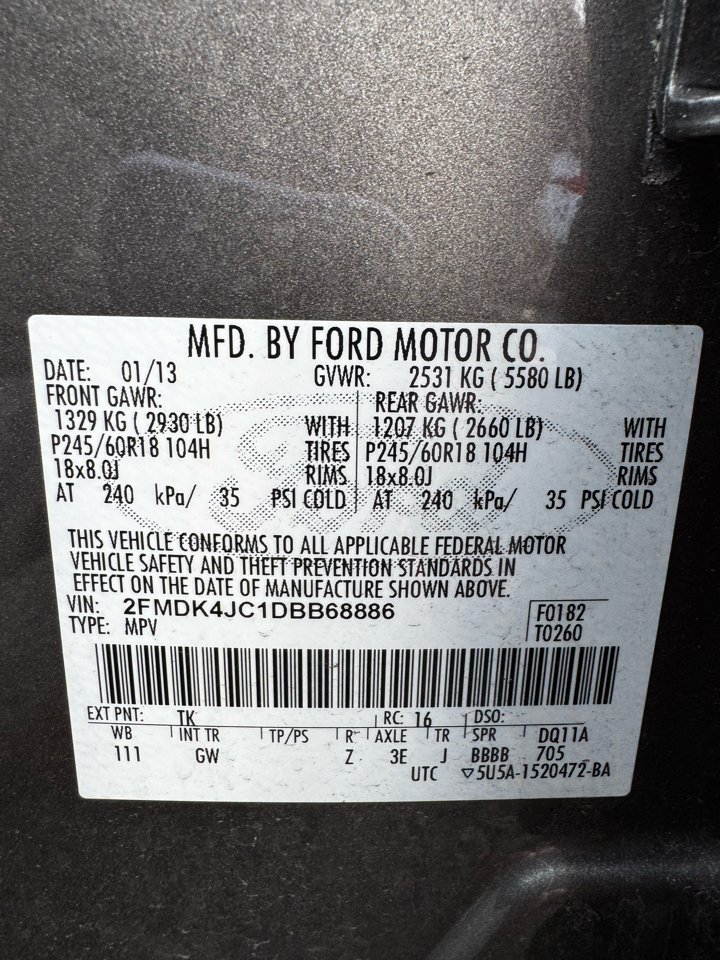 MFD. BY FORD MOTOR CO.
DATE: 01/13 GVWR: 2531 KG ( 5580 LB)
FRONT GAWR: REAR GAWR:
1329 KG ( 2930 LB) WITH 1207 KG ( 2660 LB) WITH
P245/60R18 104H TIRES P245/60R18 104H TIRES
18x8.0J RIMS 18x8.0J RIMS
AT 240 kPa/ 35 PSI COLD AT 240 kPa/ 35 PSI COLD
Ford
THIS VEHICLE CONFORMS TO ALL APPLICABLE FEDERAL MOTOR
VEHICLE SAFETY AND THEFT PREVENTION STANDARDS IN
EFFECT ON THE DATE OF MANUFACTURE SHOWN ABOVE.
VIN: 2FMDK4JC1DBB68886 F0182
TYPE: MPV T0260
EXT PNT: TK RC: 16 DSO:
WB INT TR TP/PS R AXLE TR SPR DQ11A
111 GW Z 3E J BBBB 705
UTC ▽5U5A-1520472-BA